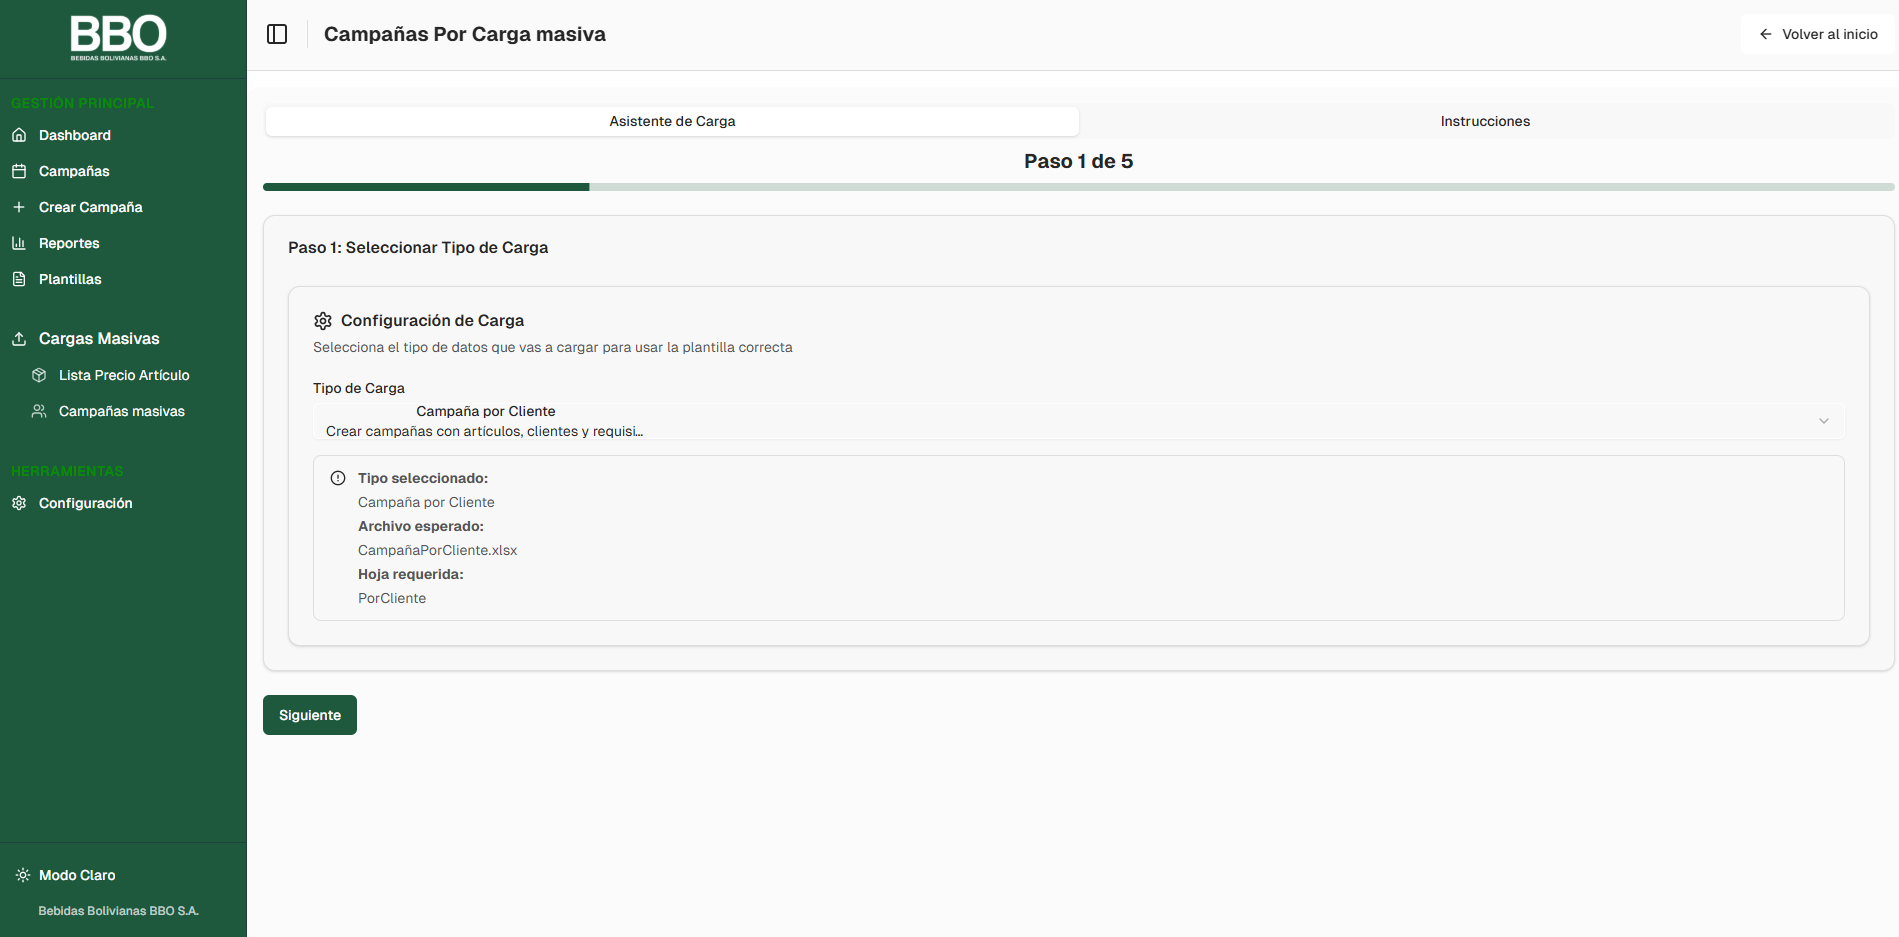 BBO
BEBIDAS BOLIVIANAS BBO S.A.
GESTIÓN PRINCIPAL
Dashboard
Campañas
Crear Campaña
Reportes
Plantillas
Cargas Masivas
Lista Precio Artículo
Campañas masivas
HERRAMIENTAS
Configuración
Modo Claro
Bebidas Bolivianas BBO S.A.
Campañas Por Carga masiva
Volver al inicio
Asistente de Carga
Instrucciones
Paso 1 de 5
Paso 1: Seleccionar Tipo de Carga
Configuración de Carga
Selecciona el tipo de datos que vas a cargar para usar la plantilla correcta
Tipo de Carga
Campaña por Cliente
Crear campañas con artículos, clientes y requisi...
Tipo seleccionado:
Campaña por Cliente
Archivo esperado:
CampañaPorCliente.xlsx
Hoja requerida:
PorCliente
Siguiente